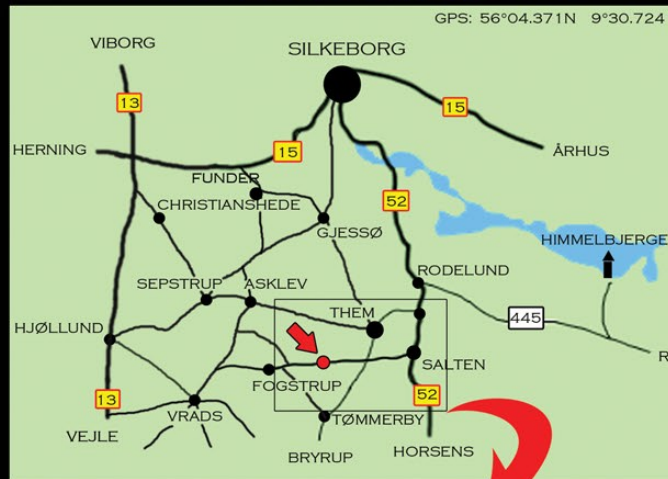 GPS: 56°04.371N 9°30.724
VIBORG
SILKEBORG
13
15
HERNING
15
ÅRHUS
FUNDER
CHRISTIANSHEDE
52
GJESSØ
HIMMELBJERGE
SEPSTRUP
ASKLEV
RODELUND
THEM
445
HJØLLUND
R
SALTEN
FOGSTRUP
13
52
VRADS
TØMMERBY
VEJLE
BRYRUP
HORSENS